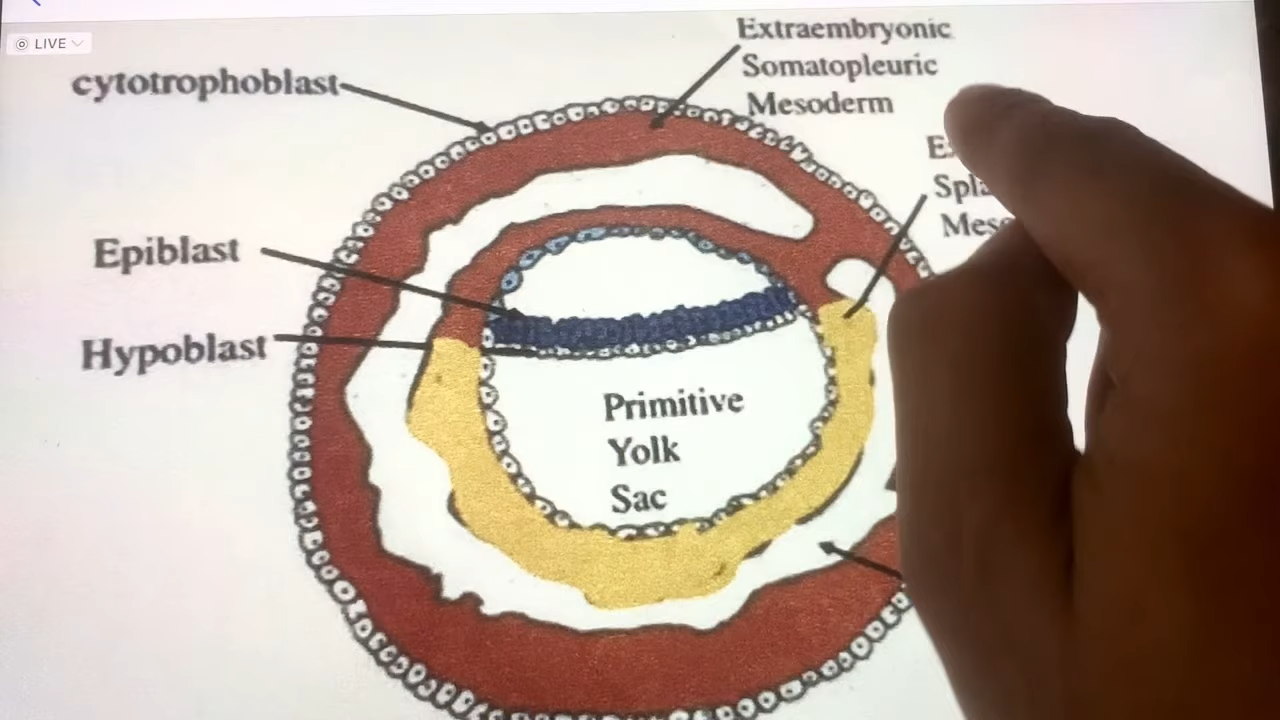 LIVE
cytotrophoblast
Extraembryonic
Somatopleuric
Mesoderm
Epiblast
Hypoblast
Primitive
Yolk
Sac